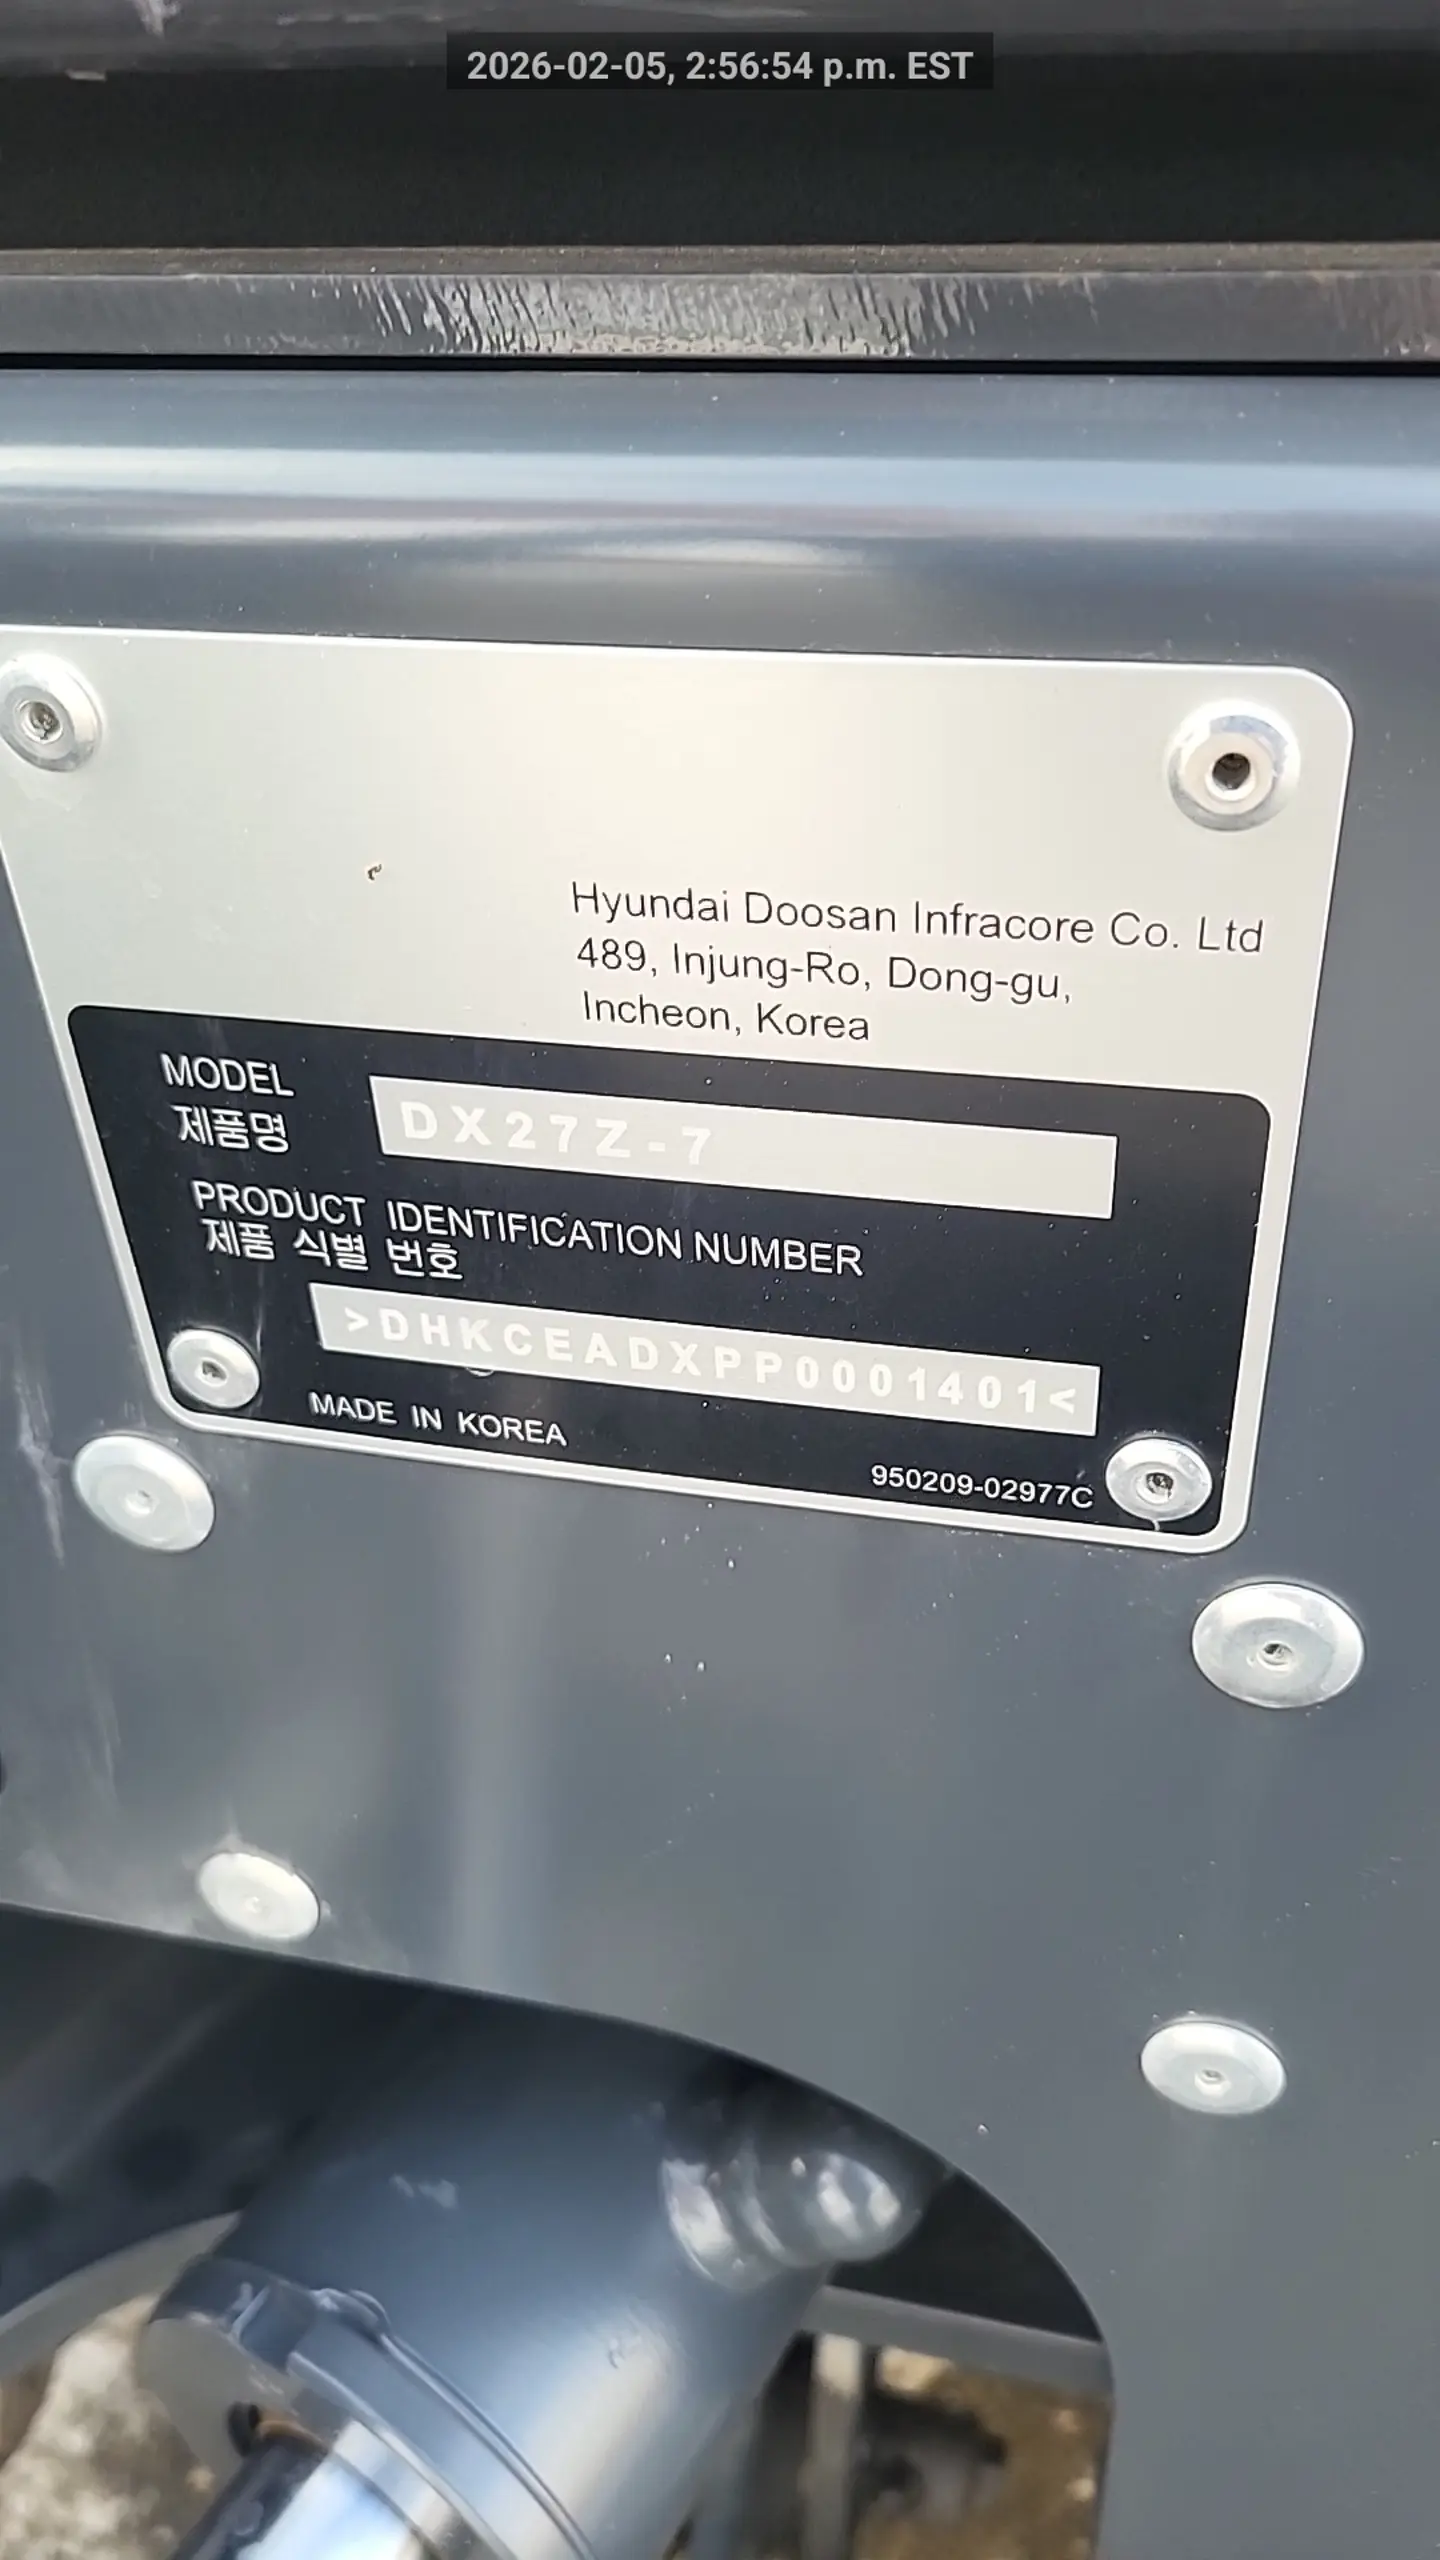 2026-02-05, 2:56:54 p.m. EST
Hyundai Doosan Infracore Co. Ltd
489, Injung-Ro, Dong-gu,
Incheon, Korea
MODEL
제품명
DX27Z-7
PRODUCT IDENTIFICATION NUMBER
제품 식별 번호
>DHKCEADXPP0001401<
MADE IN KOREA
950209-02977C